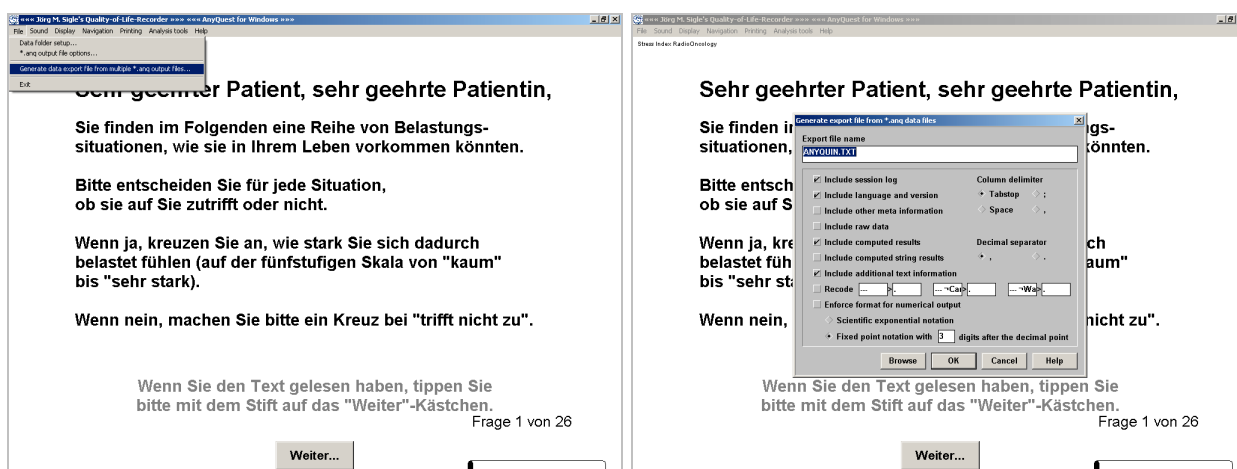 ««« Jörg M. Sigle's Quality-of-Life-Recorder »»» ««« AnyQuest for Windows »»»
File Sound Display Navigation Printing Analysis tools Help
Data folder setup...
*.anq output file options...
Generate data export file from multiple *.anq output files...
Exit
Sehr geehrter Patient, sehr geehrte Patientin,
Sie finden im Folgenden eine Reihe von Belastungs-
situationen, wie sie in Ihrem Leben vorkommen könnten.
Bitte entscheiden Sie für jede Situation,
ob sie auf Sie zutrifft oder nicht.
Wenn ja, kreuzen Sie an, wie stark Sie sich dadurch
belastet fühlen (auf der fünfstufigen Skala von "kaum"
bis "sehr stark).
Wenn nein, machen Sie bitte ein Kreuz bei "trifft nicht zu".
Wenn Sie den Text gelesen haben, tippen Sie
bitte mit dem Stift auf das "Weiter"-Kästchen.
Frage 1 von 26
Weiter...
««« Jörg M. Sigle's Quality-of-Life-Recorder »»» ««« AnyQuest for Windows »»»
File Sound Display Navigation Printing Analysis tools Help
Stress Index RadioOncology
Sehr geehrter Patient, sehr geehrte Patientin,
Sie finden i
gs-
situationen,
könnten.
Bitte entsch
ob sie auf S
Wenn ja, kre
ch
belastet füh
aum"
bis "sehr sta
Wenn nein,
nicht zu".
Generate export file from *.anq data files
Export file name
ANYQUIN.TXT
Include session log Column delimiter
Include language and version Tabstop ;
Include other meta information Space ,
Include raw data
Include computed results Decimal separator
Include computed string results , .
Include additional text information
Recode ... > . ... ¬Car > . ... ¬Wa > .
Enforce format for numerical output
Scientific exponential notation
Fixed point notation with 3 digits after the decimal point
Browse OK Cancel Help
Wenn Sie den Text gelesen haben, tippen Sie
bitte mit dem Stift auf das "Weiter"-Kästchen.
Frage 1 von 26
Weiter...